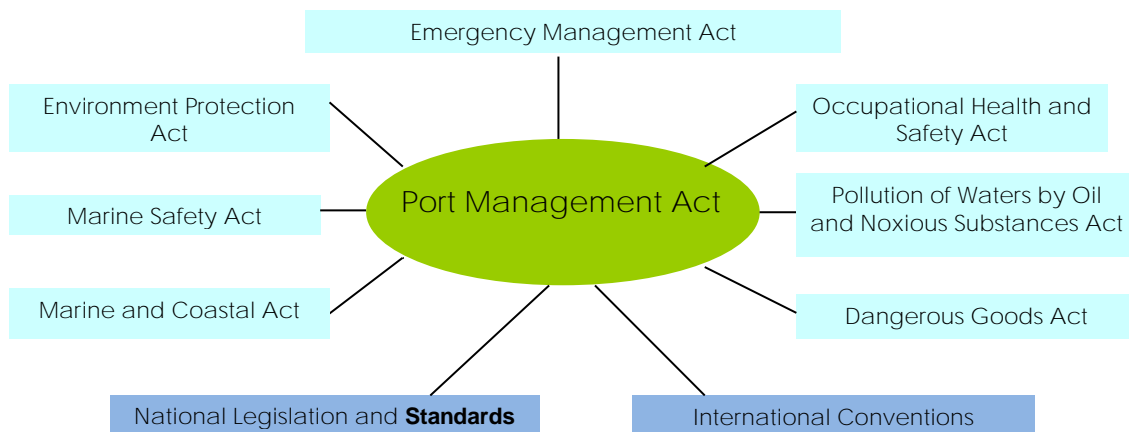 Emergency Management Act
Environment Protection
Act
Occupational Health and
Safety Act
Port Management Act
Marine Safety Act
Pollution of Waters by Oil
and Noxious Substances Act
Marine and Coastal Act
Dangerous Goods Act
National Legislation and Standards
International Conventions